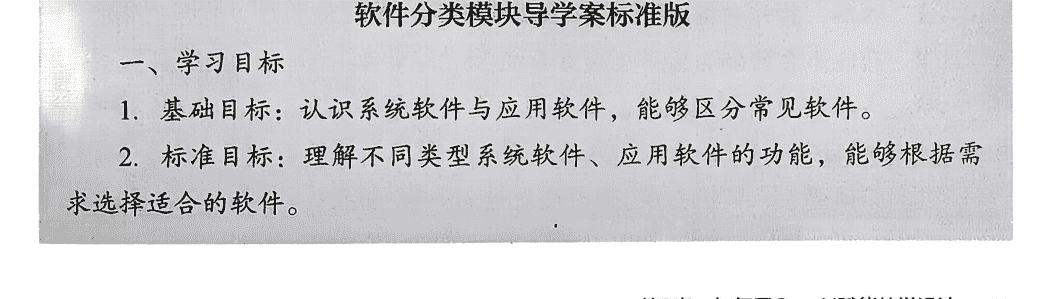 软件分类模块导学案标准版
一、学习目标
1. 基础目标：认识系统软件与应用软件，能够区分常见软件。
2. 标准目标：理解不同类型系统软件、应用软件的功能，能够根据需
求选择适合的软件。